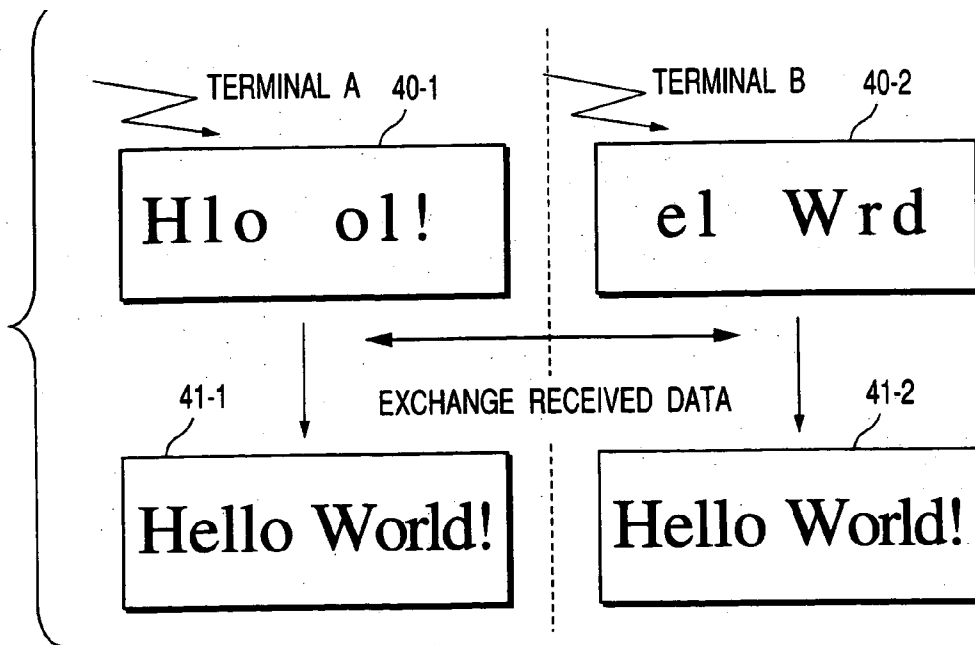 TERMINAL A 40-1 TERMINAL B 40-2
Hlo ol! el Wrd
41-1 EXCHANGE RECEIVED DATA 41-2
Hello World! Hello World!